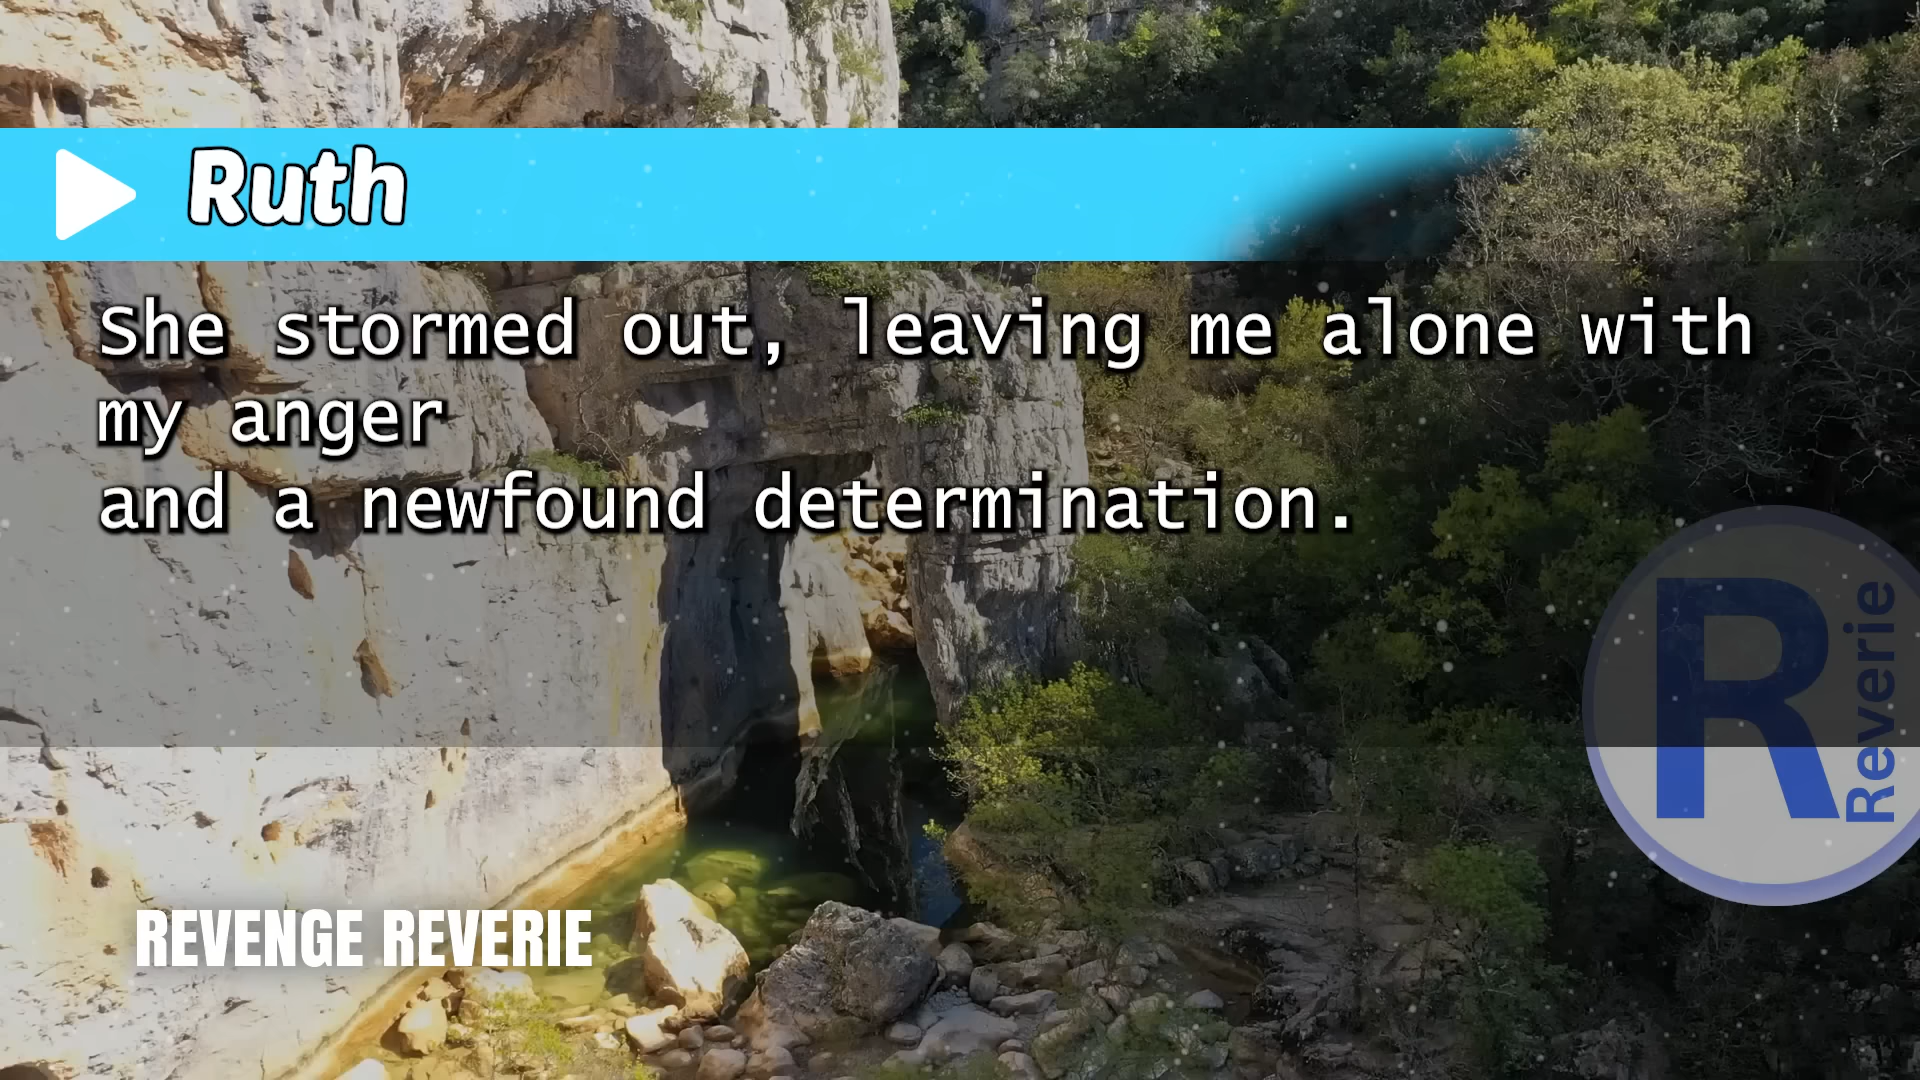 Ruth
She stormed out, leaving me alone with
my anger
and a newfound determination.
R
Reverie
REVENGE REVERIE